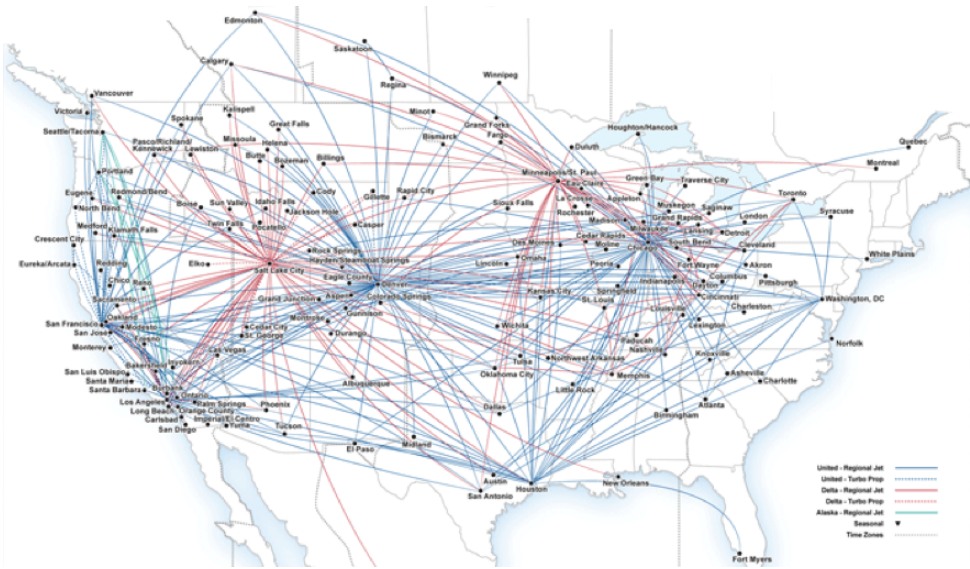 Edmonton
Saskatoon
Calgary
Winnipeg
Regina
Vancouver
Victoria
Spokane
Kalispell
Minot
Grand Forks
Fargo
Houghton/Hancock
Seattle/Tacoma
Pasco/Richland/
Kennewick
Lewiston
Missoula
Great Falls
Helena
Bismarck
Duluth
Quebec
Montreal
Butte
Bozeman
Billings
Minneapolis/St. Paul
Eau Claire
Green Bay
Traverse City
Portland
Redmond/Bend
Eugene
North Bend
Boise
Sun Valley
Idaho Falls
Jackson Hole
Cody
Gillette
Rapid City
Sioux Falls
La Crosse
Rochester
Appleton
Muskegon
Saginaw
Toronto
London
Syracuse
Medford
Klamath Falls
Twin Falls
Pocatello
Casper
Madison
Milwaukee
Grand Rapids
Lansing
Detroit
Crescent City
Eureka/Arcata
Redding
Elko
Salt Lake City
Rock Springs
Hayden/Steamboat Springs
Des Moines
Cedar Rapids
Moline
Chicago
South Bend
Cleveland
White Plains
Chico
Reno
Eagle County
Denver
Lincoln
Omaha
Peoria
Fort Wayne
Akron
Pittsburgh
Sacramento
Oakland
San Francisco
San Jose
Modesto
Fresno
Grand Junction
Aspen
Colorado Springs
Gunnison
Montrose
Durango
Kansas City
Springfield
St. Louis
Indianapolis
Columbus
Dayton
Cincinnati
Charleston
Louisville
Lexington
Washington, DC
Monterey
Cedar City
St. George
Las Vegas
Wichita
Paducah
Nashville
Norfolk
San Luis Obispo
Bakersfield
Inyokern
Santa Maria
Santa Barbara
Burbank
Ontario
Albuquerque
Tulsa
Northwest Arkansas
Oklahoma City
Knoxville
Asheville
Charlotte
Memphis
Little Rock
Los Angeles
Palm Springs
Long Beach
Orange County
Phoenix
Dallas
Atlanta
Birmingham
Carlsbad
Imperial/El Centro
San Diego
Yuma
Tucson
El Paso
Midland
Austin
Houston
San Antonio
New Orleans
Fort Myers
United - Regional Jet
United - Turbo Prop
Delta - Regional Jet
Delta - Turbo Prop
Alaska - Regional Jet
Seasonal
Time Zones